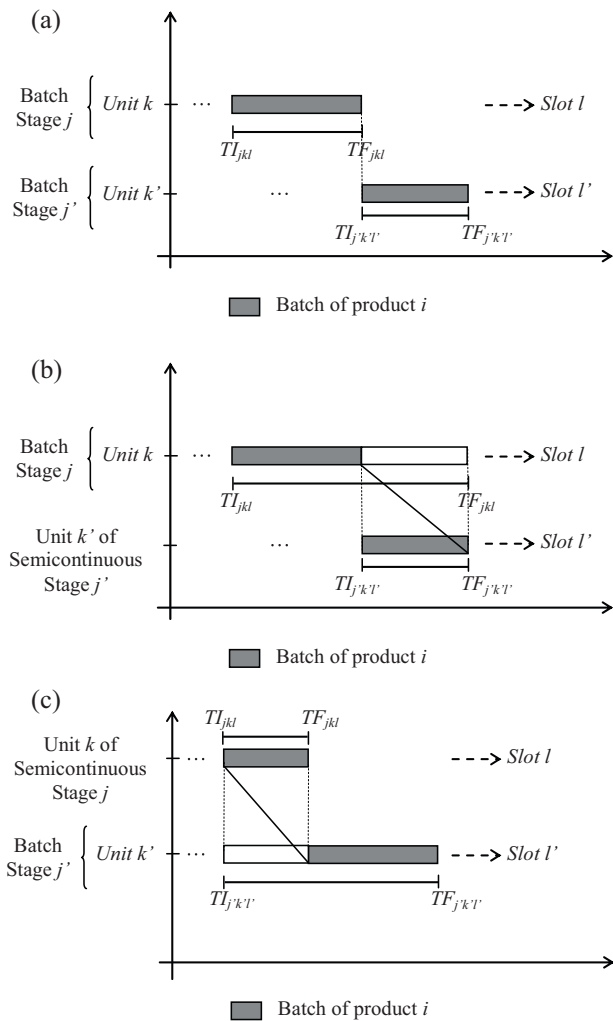 (a)
Batch Stage j { Unit k ... Slot l
TI_jkl TF_jkl
Batch Stage j' { Unit k' ... Slot l'
TI_j'k'l' TF_j'k'l'
Batch of product i
(b)
Batch Stage j { Unit k ... Slot l
TI_jkl TF_jkl
Unit k' of Semicontinuous Stage j' ... Slot l'
TI_j'k'l' TF_j'k'l'
Batch of product i
(c)
TI_jkl TF_jkl
Unit k of Semicontinuous Stage j ... Slot l
Batch Stage j' { Unit k' ... Slot l'
TI_j'k'l' TF_j'k'l'
Batch of product i